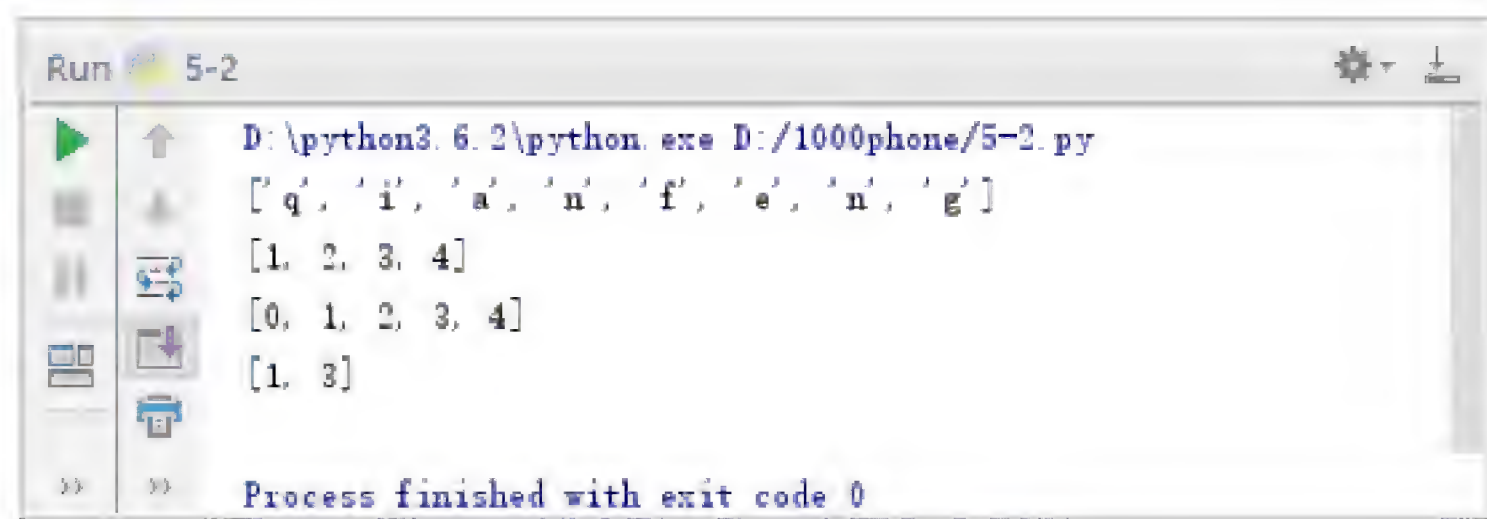 Run 5-2
D:\python3.6.2\python.exe D:/1000phone/5-2.py
['q', 'i', 'a', 'n', 'f', 'e', 'n', 'g']
[1, 2, 3, 4]
[0, 1, 2, 3, 4]
[1, 3]
Process finished with exit code 0